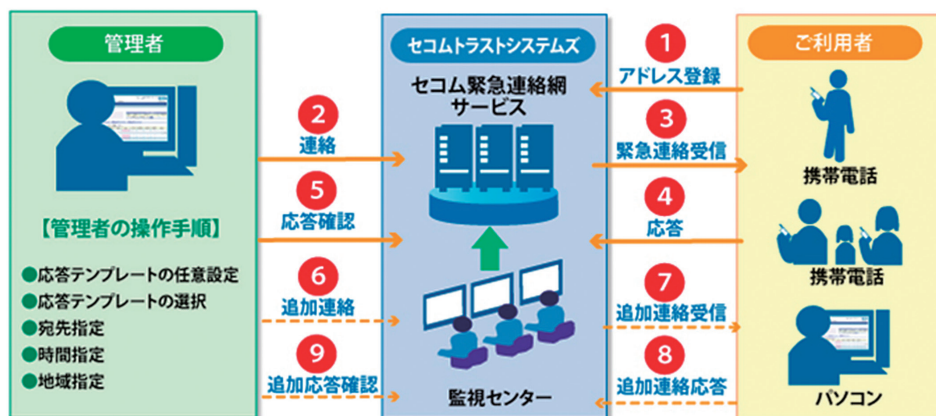 管理者
【管理者の操作手順】
●応答テンプレートの任意設定
●応答テンプレートの選択
●宛先指定
●時間指定
●地域指定
2
連絡
5
応答確認
6
追加連絡
9
追加応答確認
セコムトラストシステムズ
セコム緊急連絡網
サービス
監視センター
1
アドレス登録
3
緊急連絡受信
4
応答
7
追加連絡受信
8
追加連絡応答
ご利用者
携帯電話
携帯電話
パソコン